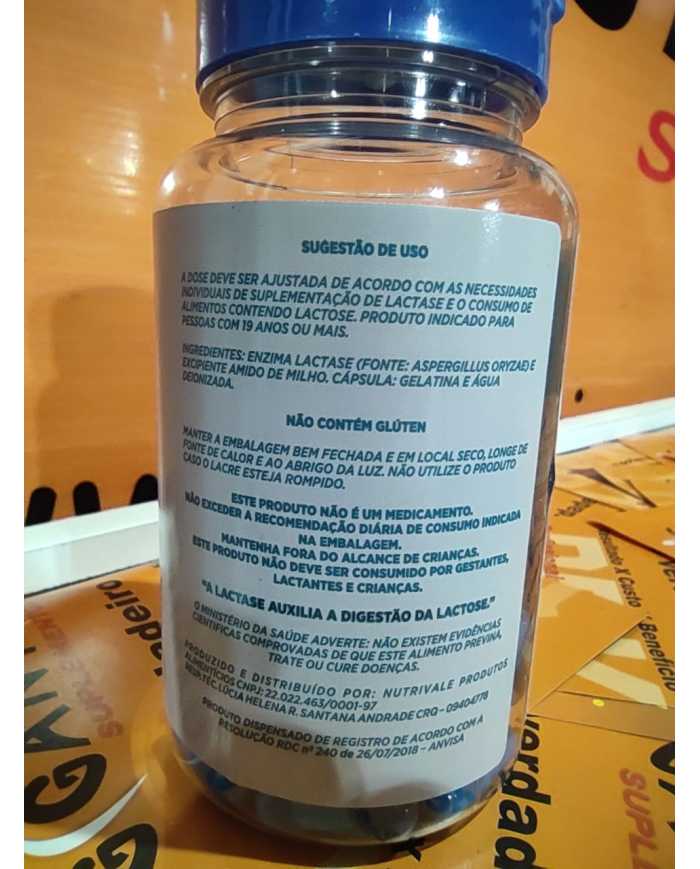 SUGESTÃO DE USO
A DOSE DEVE SER AJUSTADA DE ACORDO COM AS NECESSIDADES
INDIVIDUAIS DE SUPLEMENTAÇÃO DE LACTASE E O CONSUMO DE
ALIMENTOS CONTENDO LACTOSE. PRODUTO INDICADO PARA
PESSOAS COM 19 ANOS OU MAIS.
INGREDIENTES: ENZIMA LACTASE (FONTE: ASPERGILLUS ORYZAE) E
EXCIPIENTE AMIDO DE MILHO. CÁPSULA: GELATINA E ÁGUA
DEIONIZADA.
NÃO CONTÉM GLÚTEN
MANTER A EMBALAGEM BEM FECHADA E EM LOCAL SECO, LONGE DE
FONTE DE CALOR E AO ABRIGO DA LUZ. NÃO UTILIZE O PRODUTO
CASO O LACRE ESTEJA ROMPIDO.
ESTE PRODUTO NÃO É UM MEDICAMENTO.
NÃO EXCEDER A RECOMENDAÇÃO DIÁRIA DE CONSUMO INDICADA
NA EMBALAGEM.
MANTENHA FORA DO ALCANCE DE CRIANÇAS.
ESTE PRODUTO NÃO DEVE SER CONSUMIDO POR GESTANTES,
LACTANTES E CRIANÇAS.
"A LACTASE AUXILIA A DIGESTÃO DA LACTOSE."
O MINISTÉRIO DA SAÚDE ADVERTE: NÃO EXISTEM EVIDÊNCIAS
CIENTIFICAS COMPROVADAS DE QUE ESTE ALIMENTO PREVINA,
TRATE OU CURE DOENÇAS.
PRODUZIDO E DISTRIBUÍDO POR: NUTRIVALE PRODUTOS
ALIMENTÍCIOS CNPJ: 22.022.463/0001-97
RESP.TÉC. LÚCIA HELENA R. SANTANA ANDRADE CRQ - 09404778
PRODUTO DISPENSADO DE REGISTRO DE ACORDO COM A
RESOLUÇÃO RDC nº 240 de 26/07/2018 - ANVISA
X Custo
Benefício